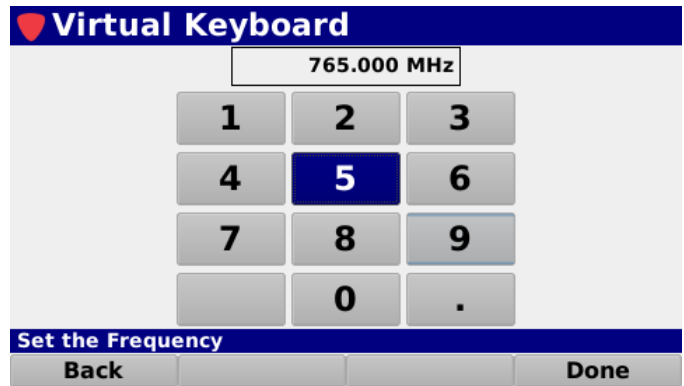 Virtual Keyboard
765.000 MHz
1 2 3
4 5 6
7 8 9
0 .
Set the Frequency
Back Done